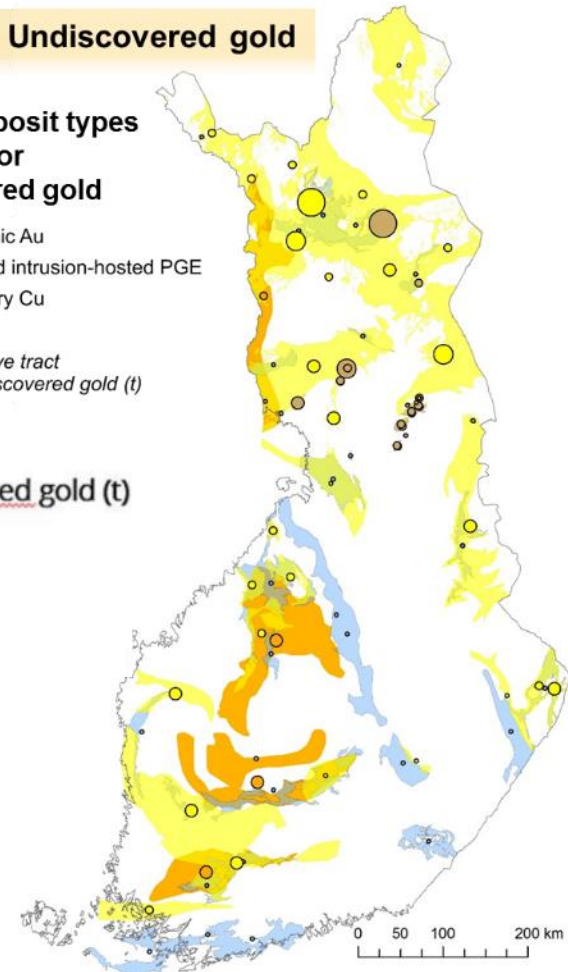 Undiscovered gold
posit types
or
red gold
ic Au
d intrusion-hosted PGE
ry Cu
ve tract
scovered gold (t)
ed gold (t)
0 50 100 200 km